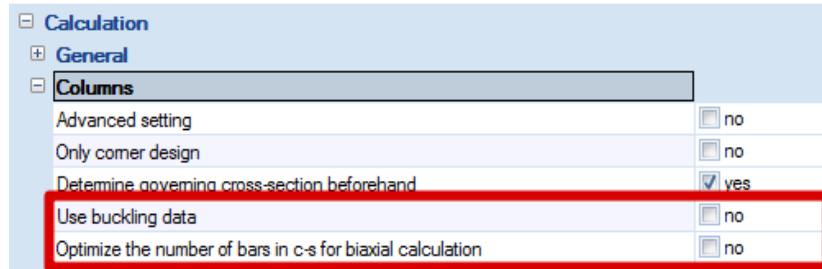 Calculation
General
Columns
Advanced setting no
Only corner design no
Determine governing cross-section beforehand yes
Use buckling data no
Optimize the number of bars in c-s for biaxial calculation no